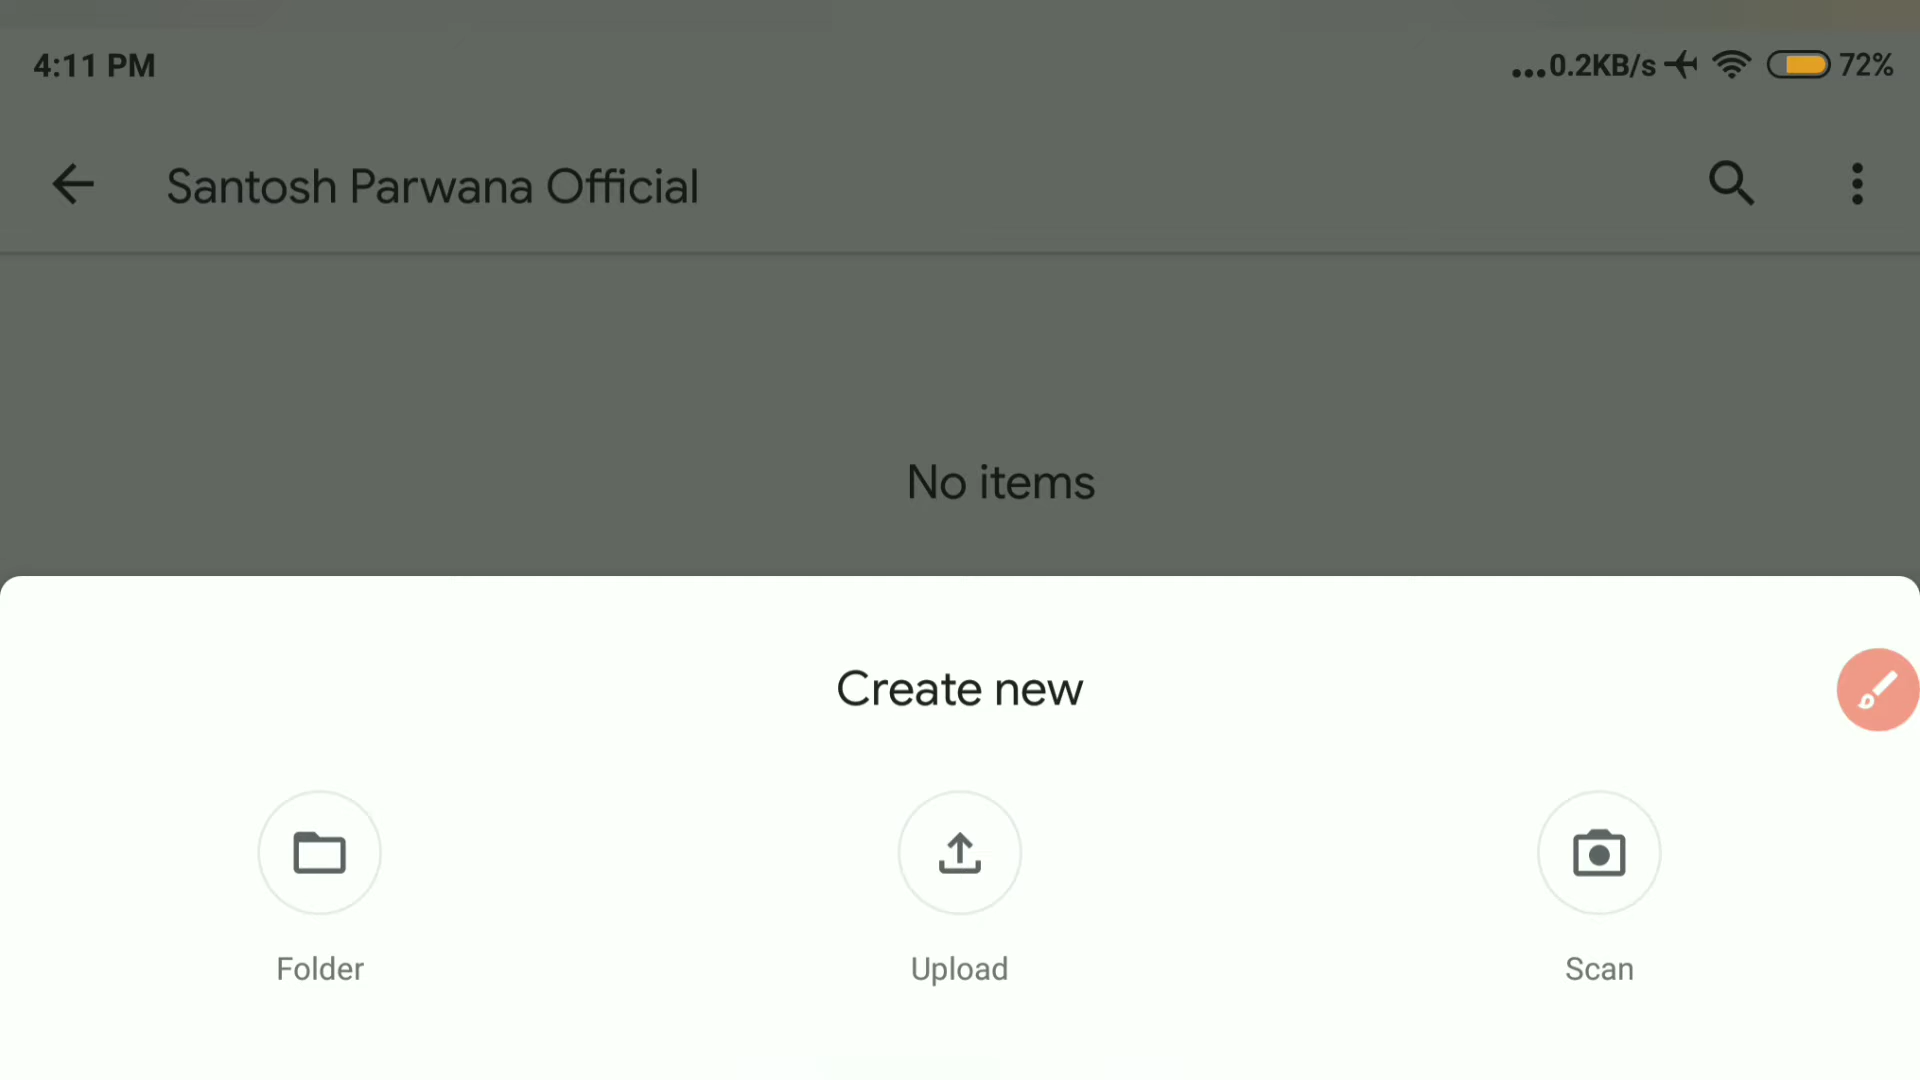 4:11 PM
...0.2KB/s 72%
Santosh Parwana Official
No items
Create new
Folder Upload Scan